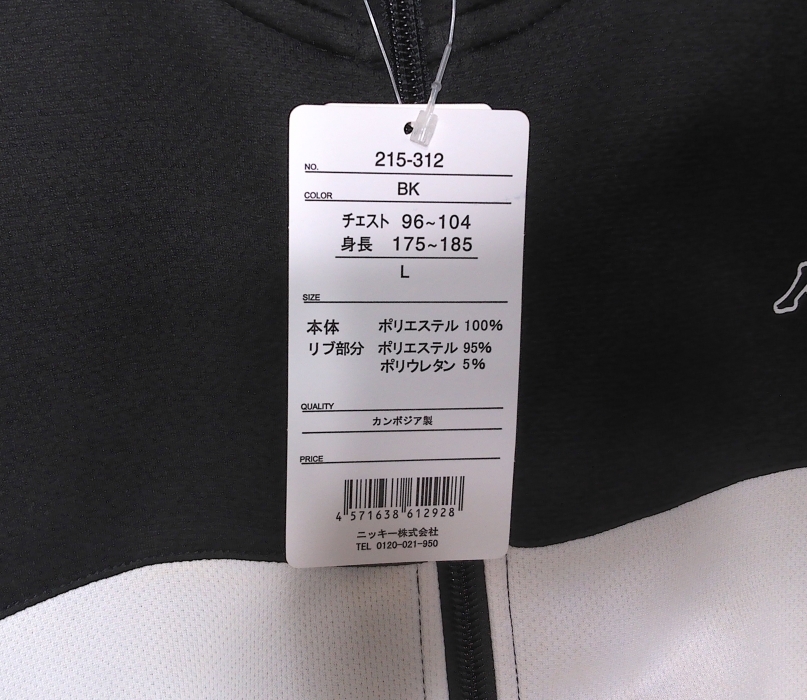 NO. 215-312
COLOR BK
チェスト 96~104
身長 175~185
L
SIZE
本体 ポリエステル 100%
リブ部分 ポリエステル 95%
ポリウレタン 5%
QUALITY
カンボジア製
PRICE
4 571638 612928
ニッキー株式会社
TEL 0120-021-950